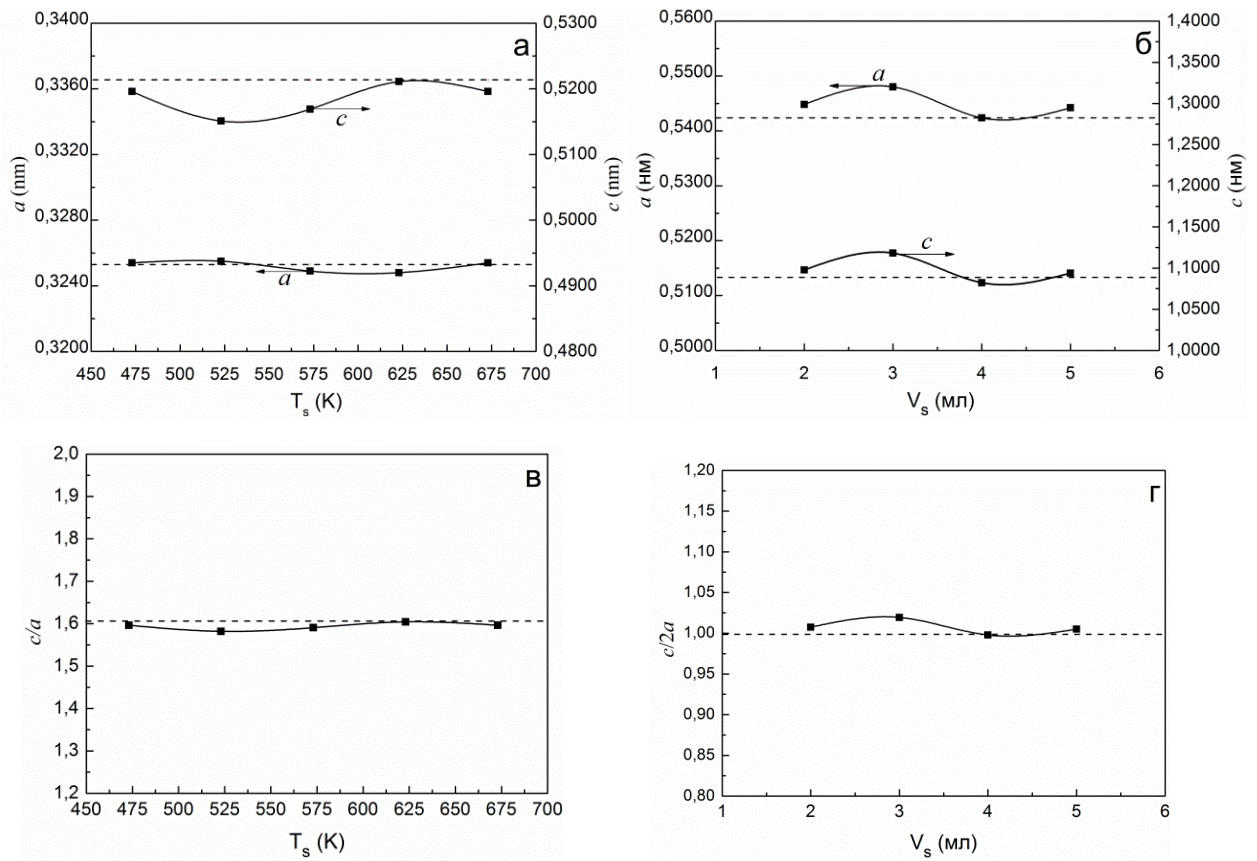 а
0,3400
0,3360
0,3320
0,3280
0,3240
0,3200
a (nm)
0,5300
0,5200
0,5100
0,5000
0,4900
0,4800
c (nm)
c
a
450 475 500 525 550 575 600 625 650 675 700
T_s (K)
б
0,5600
0,5500
0,5400
0,5300
0,5200
0,5100
0,5000
a (нм)
1,4000
1,3500
1,3000
1,2500
1,2000
1,1500
1,1000
1,0500
1,0000
c (нм)
a
c
1 2 3 4 5 6
V_s (мл)
в
2,0
1,9
1,8
1,7
1,6
1,5
1,4
1,3
1,2
c/a
450 475 500 525 550 575 600 625 650 675 700
T_s (K)
г
1,20
1,15
1,10
1,05
1,00
0,95
0,90
0,85
0,80
c/2a
1 2 3 4 5 6
V_s (мл)